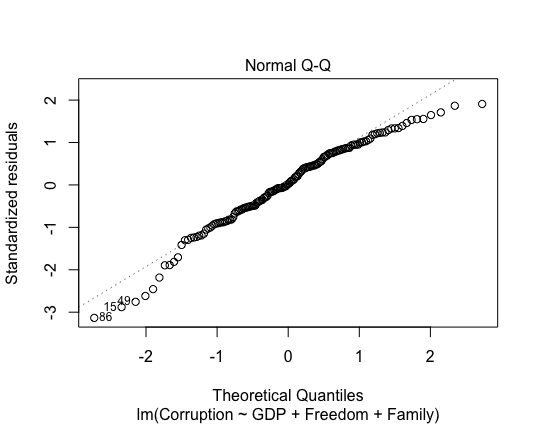 Normal Q-Q
Standardized residuals
2
1
0
-1
-2
-3
49
15
86
-2 -1 0 1 2
Theoretical Quantiles
lm(Corruption ~ GDP + Freedom + Family)